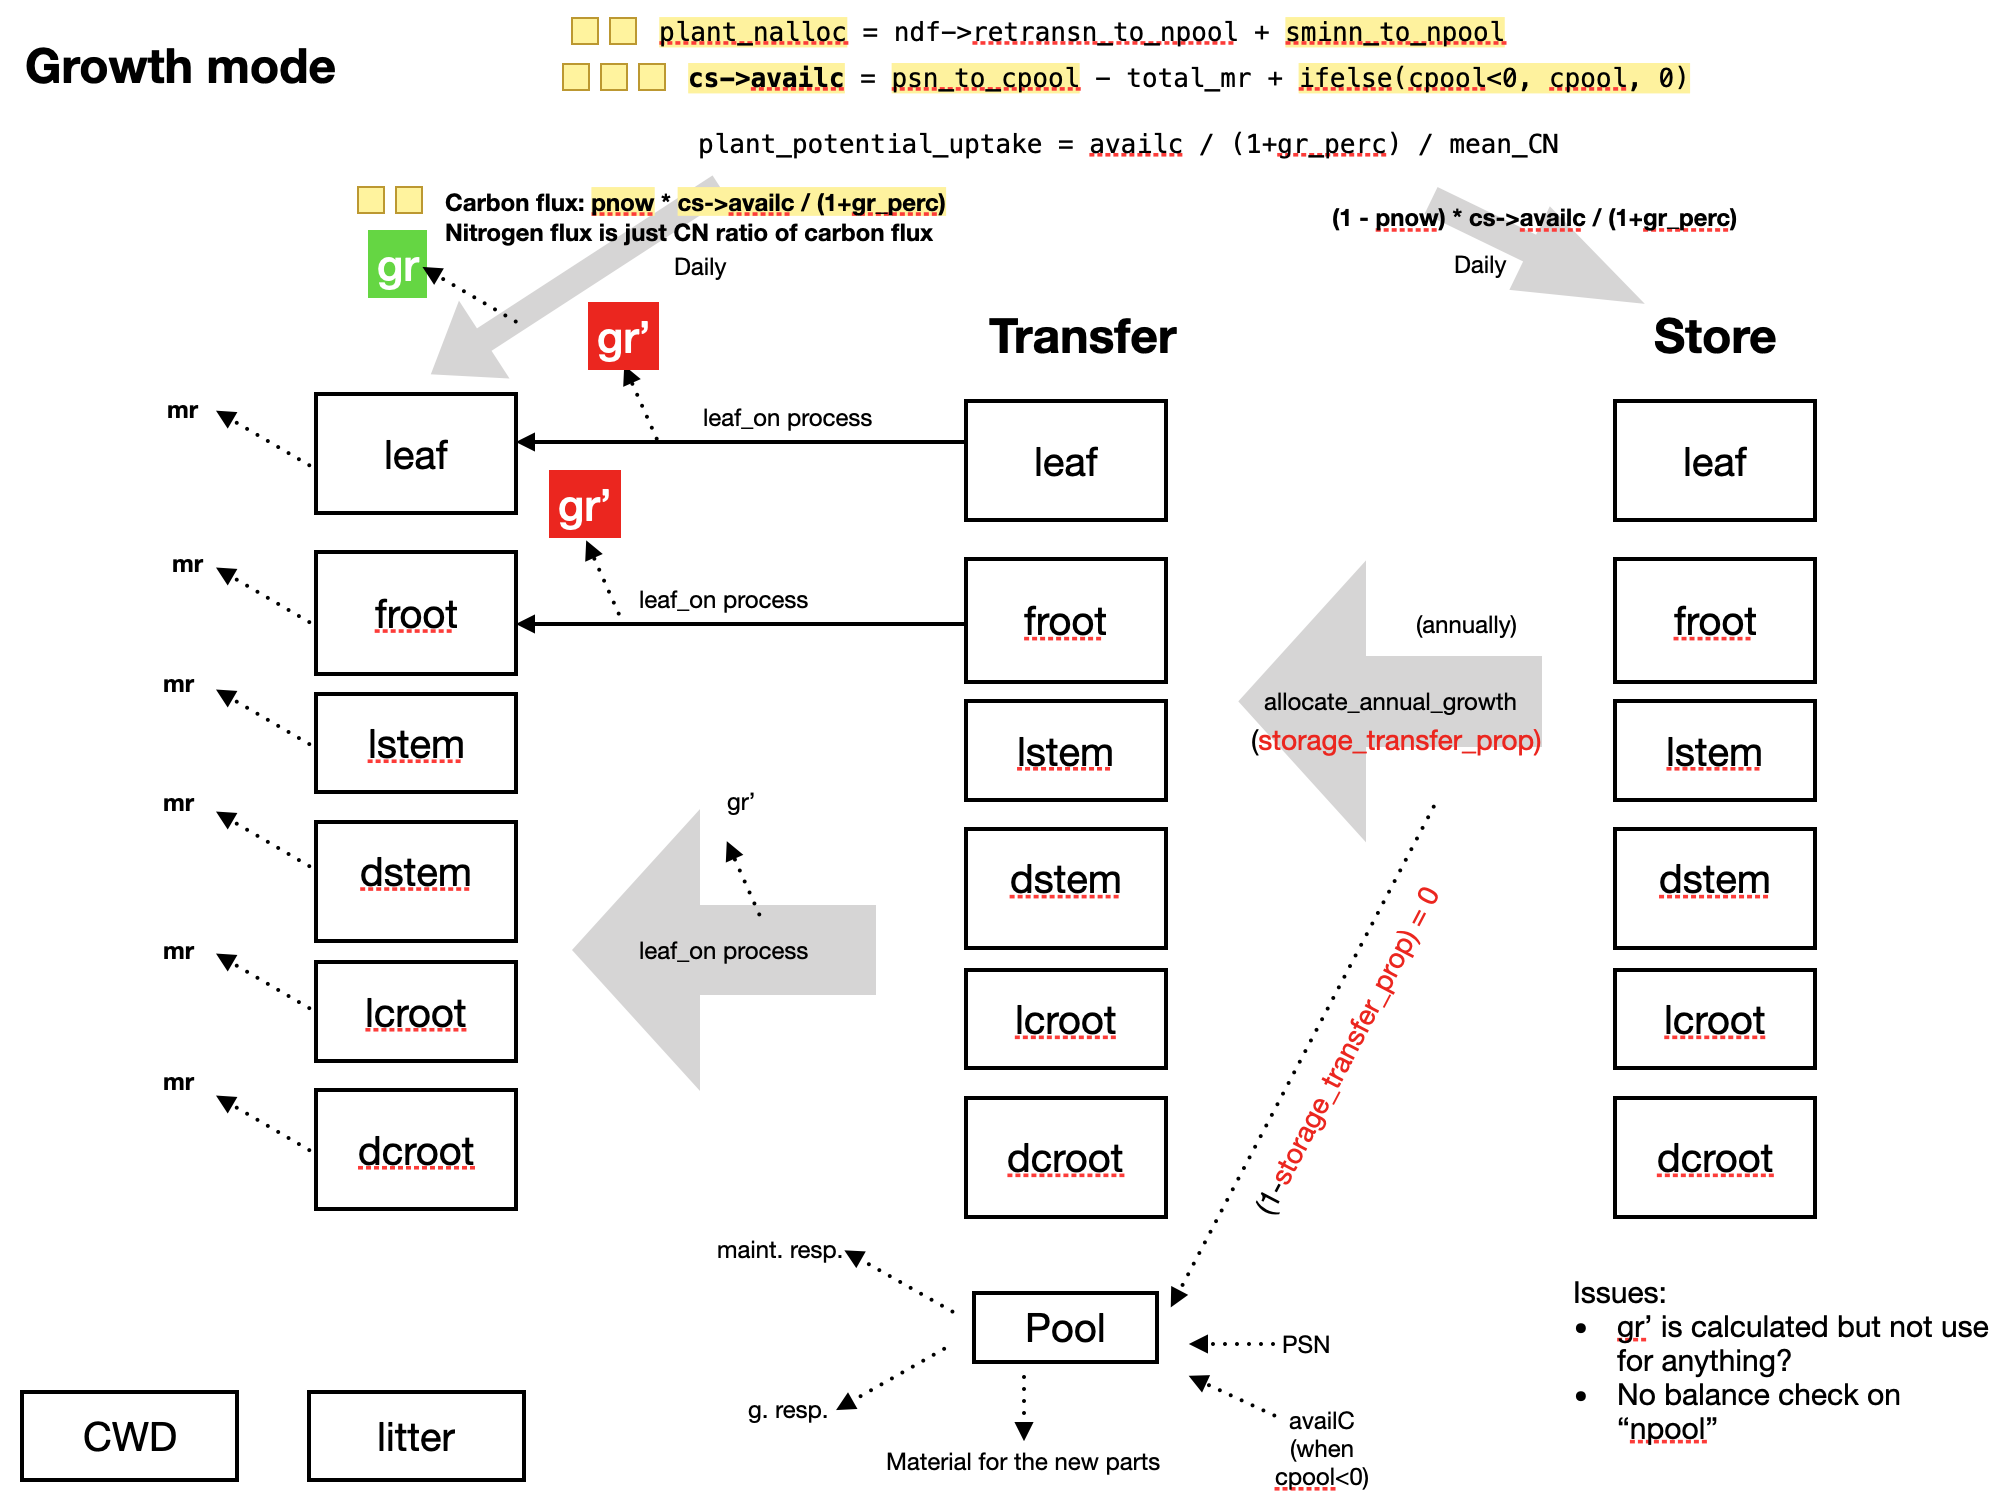 Growth mode
plant_nalloc = ndf->retransn_to_npool + sminn_to_npool
cs->availc = psn_to_cpool - total_mr + ifelse(cpool<0, cpool, 0)
plant_potential_uptake = availc / (1+gr_perc) / mean_CN
Carbon flux: pnow * cs->availc / (1+gr_perc)
Nitrogen flux is just CN ratio of carbon flux
Daily
(1 - pnow) * cs->availc / (1+gr_perc)
Daily
gr
gr’
Transfer
Store
mr
leaf
leaf_on process
leaf
leaf
gr’
mr
froot
leaf_on process
froot
(annually)
froot
mr
lstem
lstem
allocate_annual_growth
(storage_transfer_prop)
lstem
mr
dstem
gr’
dstem
dstem
mr
leaf_on process
lcroot
lcroot
(1-storage_transfer_prop) = 0
lcroot
mr
dcroot
dcroot
dcroot
maint. resp.
Pool
PSN
g. resp.
Material for the new parts
availC
(when
cpool<0)
CWD
litter
Issues:
• gr’ is calculated but not use
for anything?
• No balance check on
“npool”